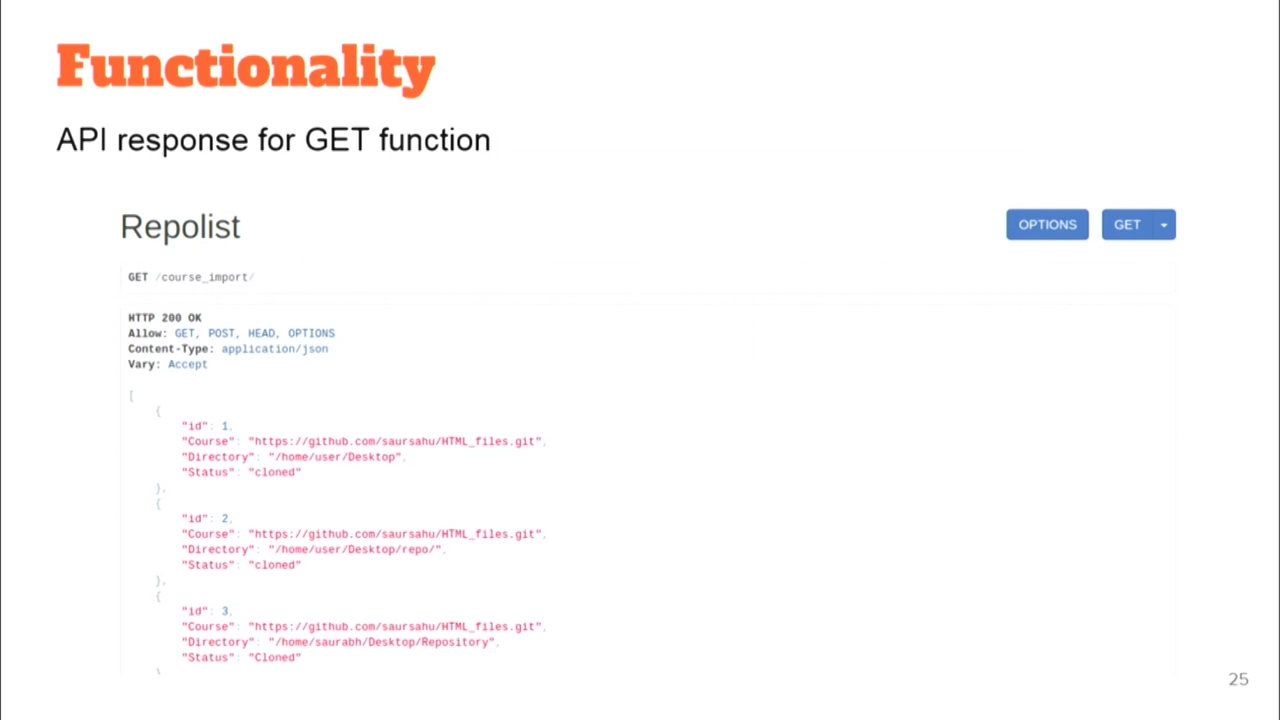 Functionality
API response for GET function
Repolist
OPTIONS
GET
GET /course_import/
HTTP 200 OK
Allow: GET, POST, HEAD, OPTIONS
Content-Type: application/json
Vary: Accept
[
{
"id": 1,
"Course": "https://github.com/saursahu/HTML_files.git",
"Directory": "/home/user/Desktop",
"Status": "cloned"
},
{
"id": 2,
"Course": "https://github.com/saursahu/HTML_files.git",
"Directory": "/home/user/Desktop/repo/",
"Status": "cloned"
},
{
"id": 3,
"Course": "https://github.com/saursahu/HTML_files.git",
"Directory": "/home/saurabh/Desktop/Repository",
"Status": "Cloned"
}
25